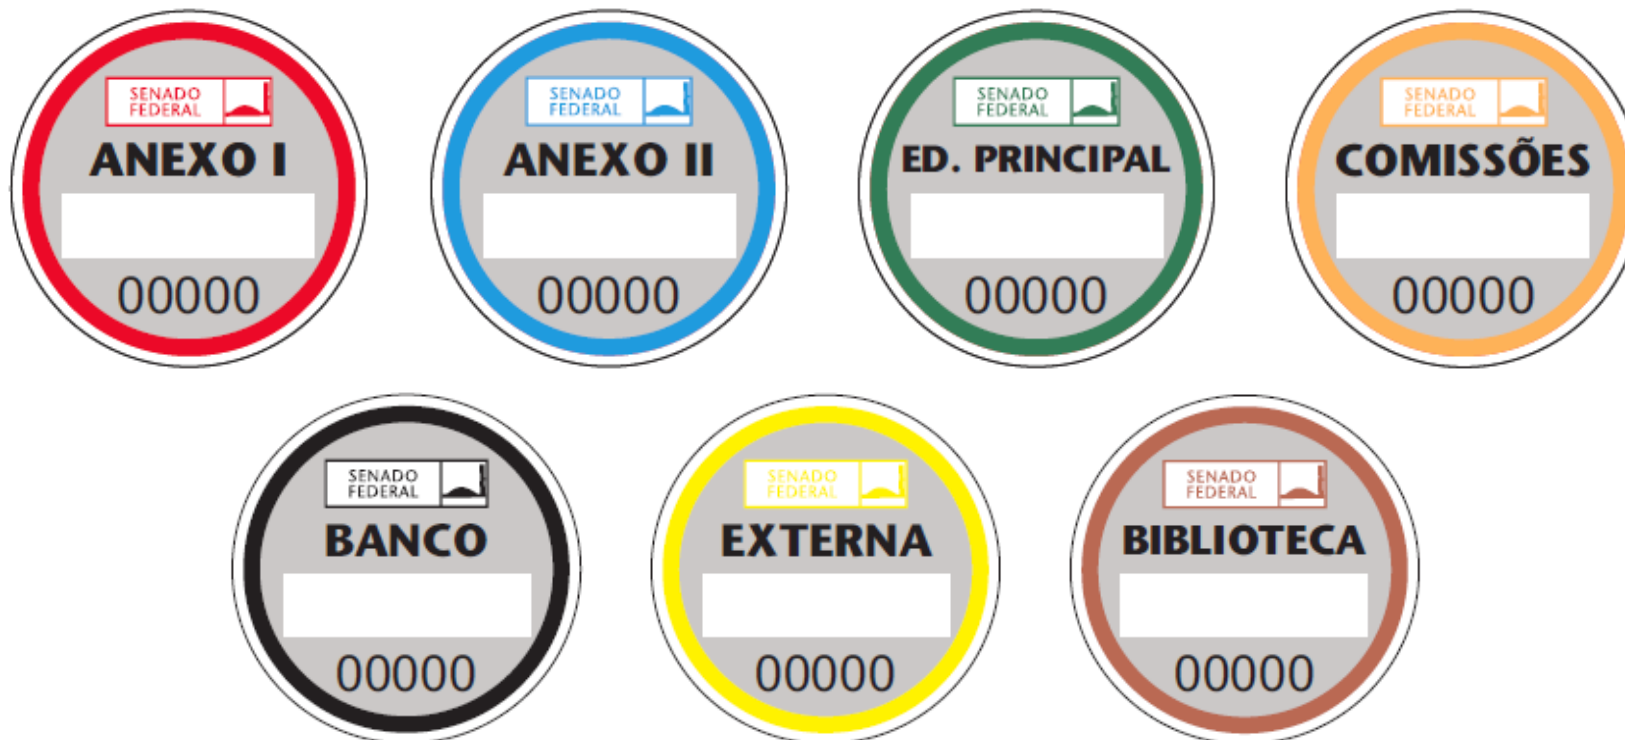 SENADO
FEDERAL
ANEXO I
00000
SENADO
FEDERAL
ANEXO II
00000
SENADO
FEDERAL
ED. PRINCIPAL
00000
SENADO
FEDERAL
COMISSÕES
00000
SENADO
FEDERAL
BANCO
00000
SENADO
FEDERAL
EXTERNA
00000
SENADO
FEDERAL
BIBLIOTECA
00000